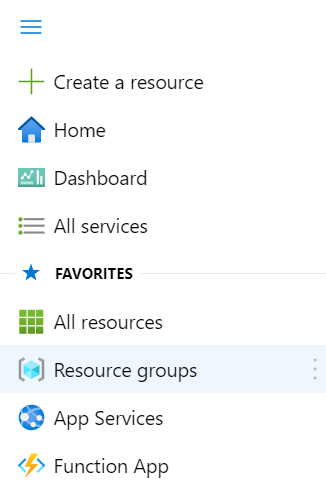 Create a resource
Home
Dashboard
All services
FAVORITES
All resources
Resource groups
App Services
Function App